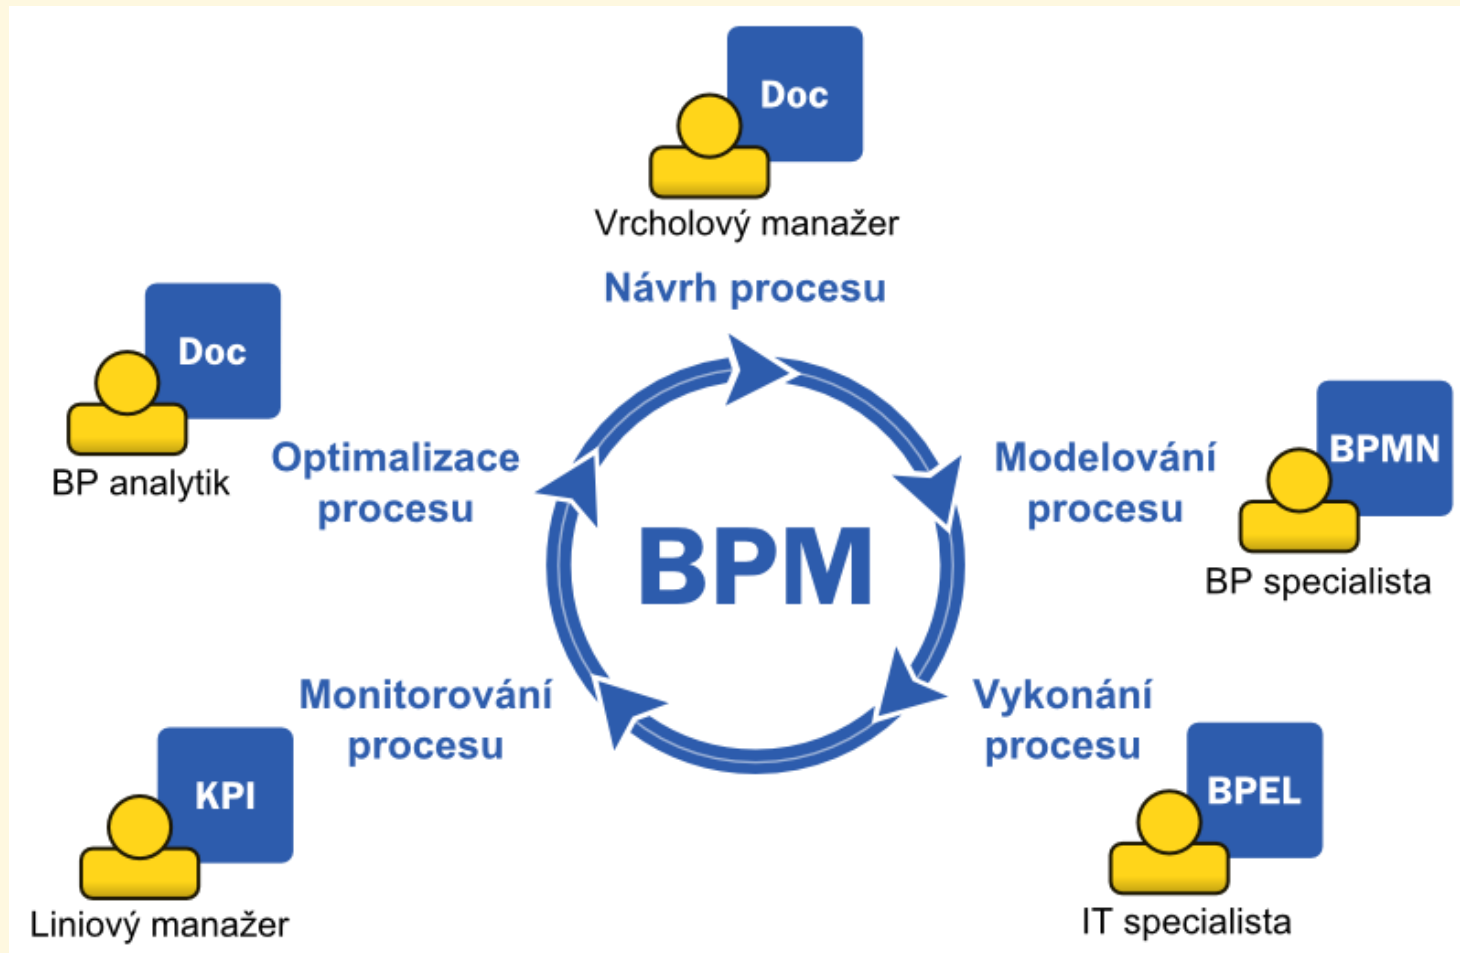 Doc
Vrcholový manažer
Návrh procesu
Doc
BP analytik
Optimalizace
procesu
Modelování
procesu
BPMN
BP specialista
BPM
Monitorování
procesu
KPI
Liniový manažer
Vykonání
procesu
BPEL
IT specialista